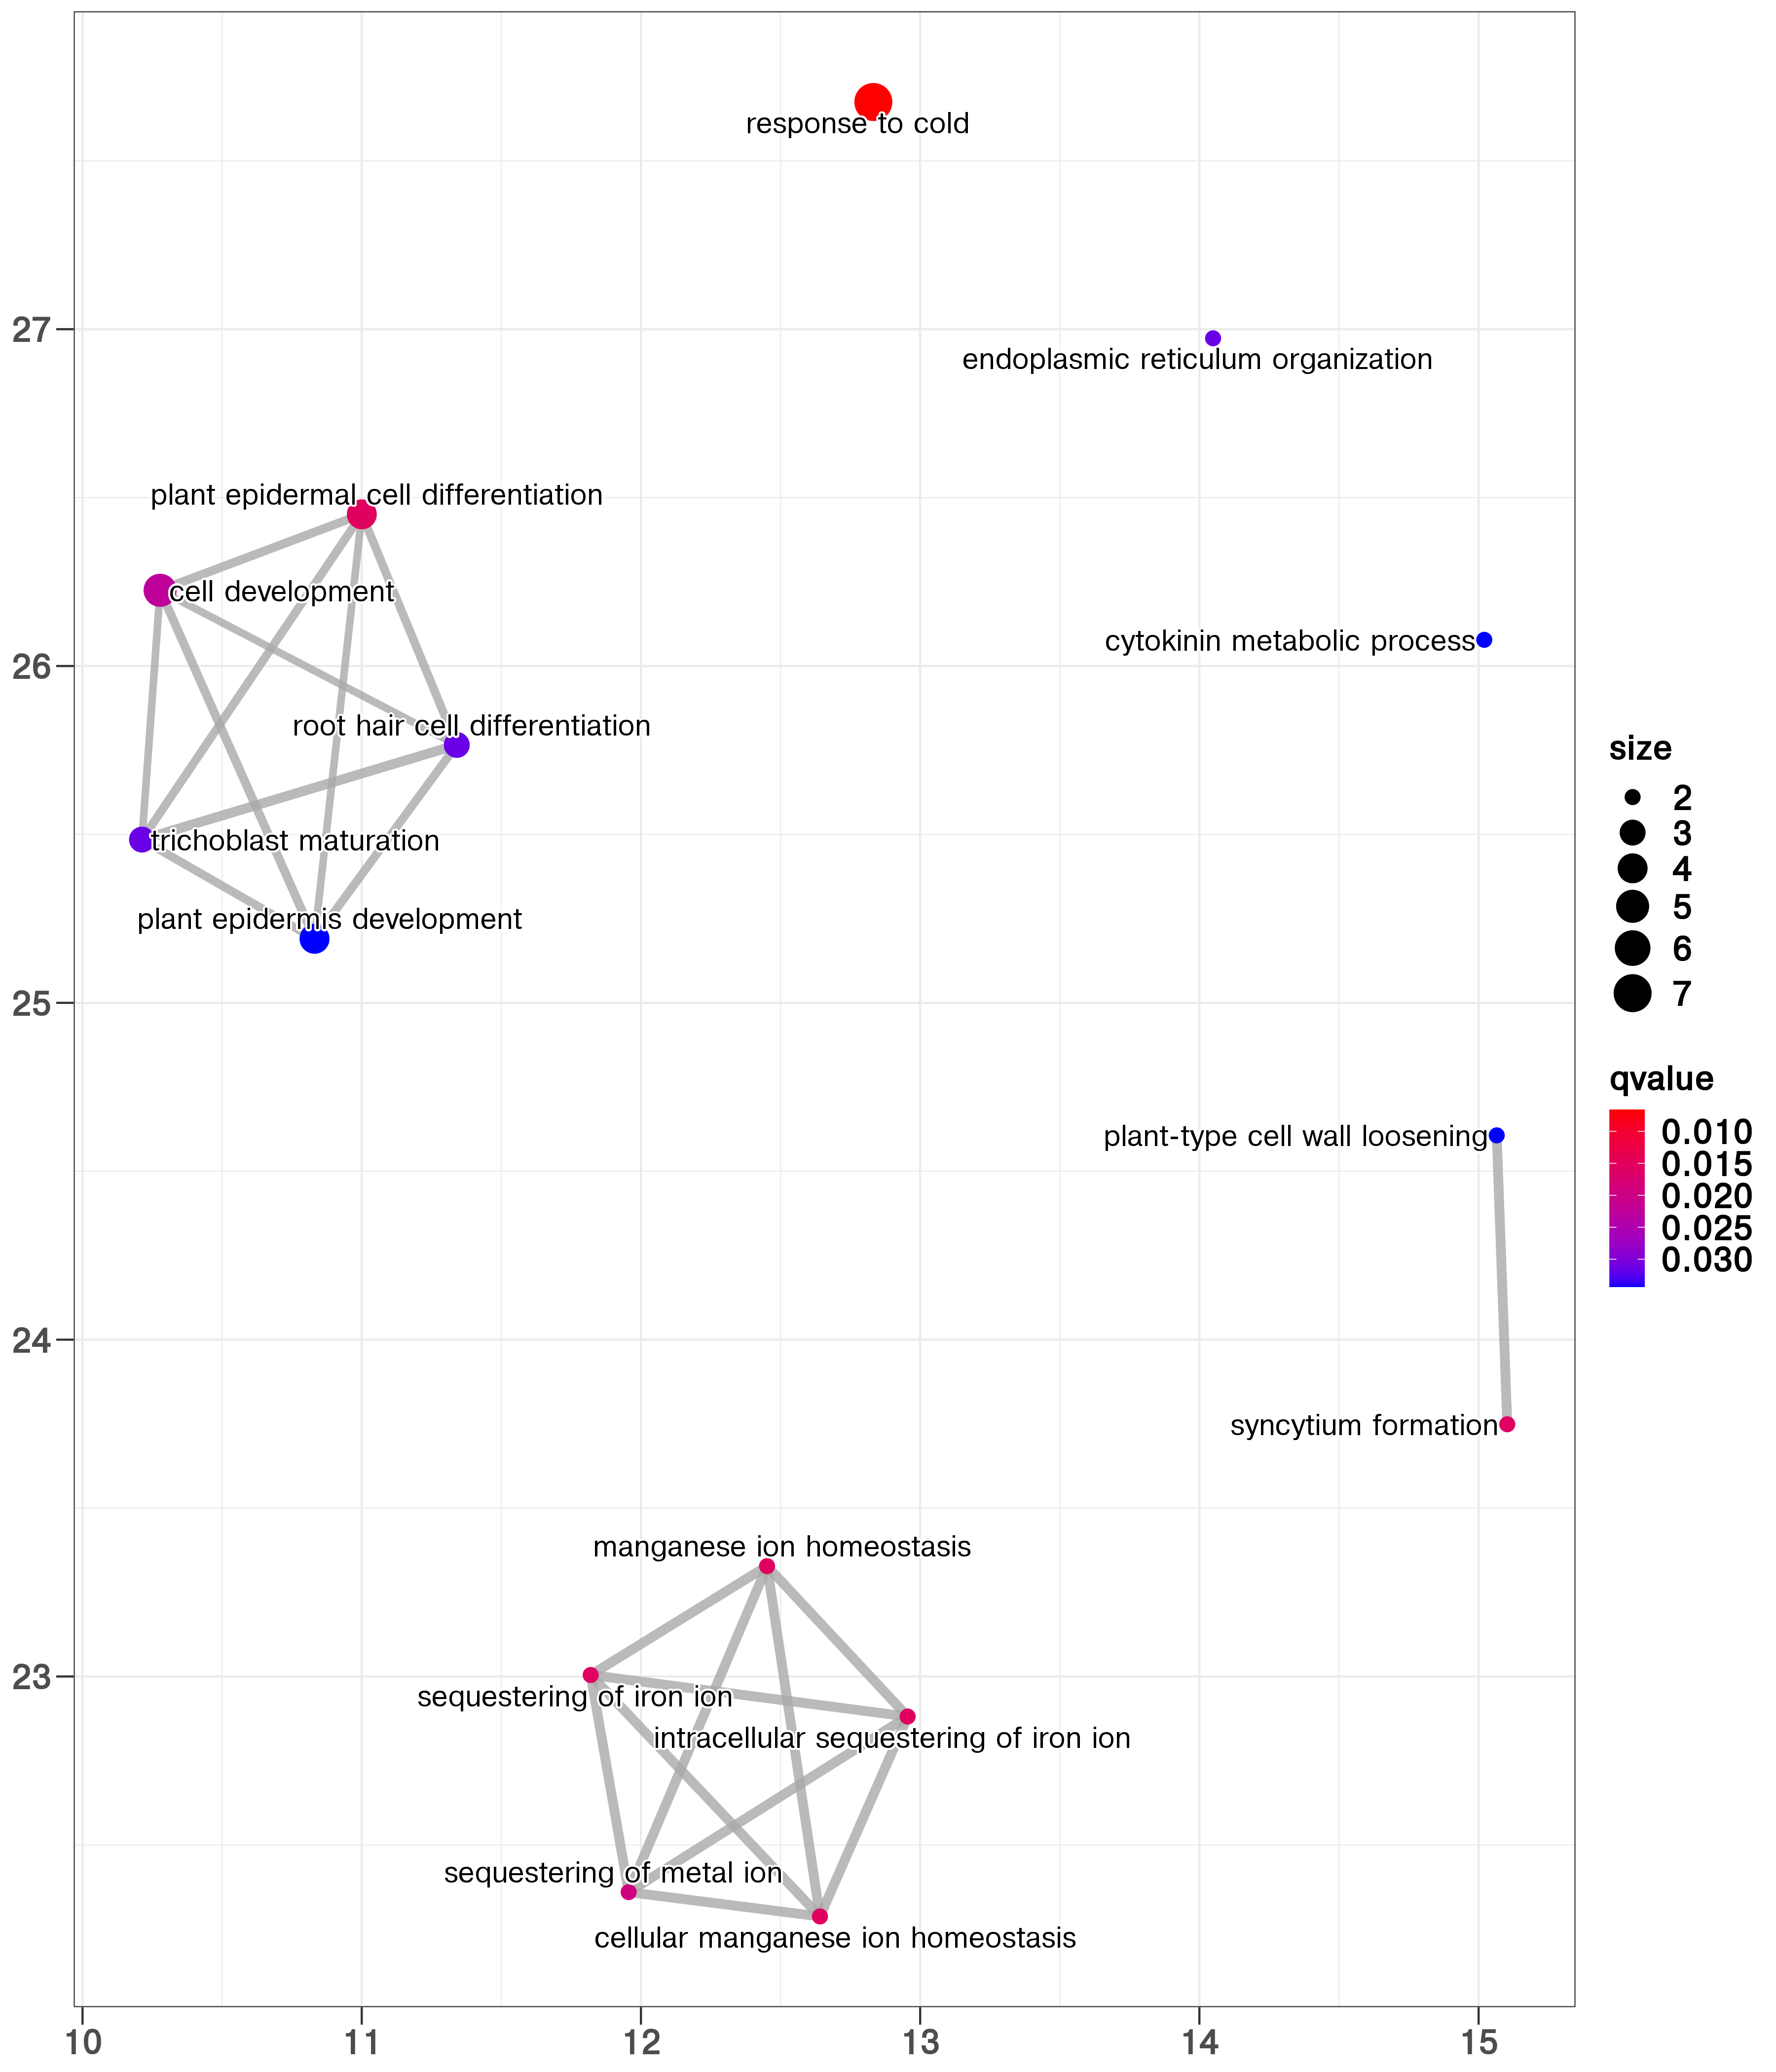 response to cold
27
endoplasmic reticulum organization
plant epidermal cell differentiation
cell development
cytokinin metabolic process
26
root hair cell differentiation
trichoblast maturation
plant epidermis development
25
plant-type cell wall loosening
24
syncytium formation
manganese ion homeostasis
23
sequestering of iron ion
intracellular sequestering of iron ion
sequestering of metal ion
cellular manganese ion homeostasis
10
11
12
13
14
15
size
2
3
4
5
6
7
qvalue
0.010
0.015
0.020
0.025
0.030